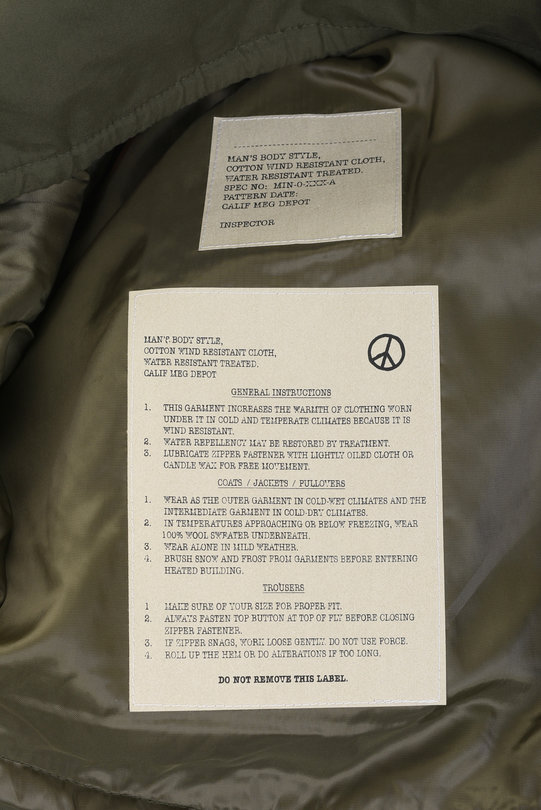 MAN'S BODY STYLE,
COTTON WIND RESISTANT CLOTH,
WATER RESISTANT TREATED.
SPEC NO: MIN-0-XXX-A
PATTERN DATE:
CALIF MEG DEPOT
INSPECTOR
MAN'S BODY STYLE,
COTTON WIND RESISTANT CLOTH,
WATER RESISTANT TREATED.
CALIF MEG DEPOT
GENERAL INSTRUCTIONS
1. THIS GARMENT INCREASES THE WARMTH OF CLOTHING WORN
UNDER IT IN COLD AND TEMPERATE CLIMATES BECAUSE IT IS
WIND RESISTANT.
2. WATER REPELLENCY MAY BE RESTORED BY TREATMENT.
3. LUBRICATE ZIPPER FASTENER WITH LIGHTLY OILED CLOTH OR
CANDLE WAX FOR FREE MOVEMENT.
COATS / JACKETS / PULLOVERS
1. WEAR AS THE OUTER GARMENT IN COLD-WET CLIMATES AND THE
INTERMEDIATE GARMENT IN COLD-DRY CLIMATES.
2. IN TEMPERATURES APPROACHING OR BELOW FREEZING, WEAR
100% WOOL SWEATER UNDERNEATH.
3. WEAR ALONE IN MILD WEATHER.
4. BRUSH SNOW AND FROST FROM GARMENTS BEFORE ENTERING
HEATED BUILDING.
TROUSERS
1 MAKE SURE OF YOUR SIZE FOR PROPER FIT.
2. ALWAYS FASTEN TOP BUTTON AT TOP OF FLY BEFORE CLOSING
ZIPPER FASTENER.
3. IF ZIPPER SNAGS, WORK LOOSE GENTLY. DO NOT USE FORCE.
4. ROLL UP THE HEM OR DO ALTERATIONS IF TOO LONG.
DO NOT REMOVE THIS LABEL.